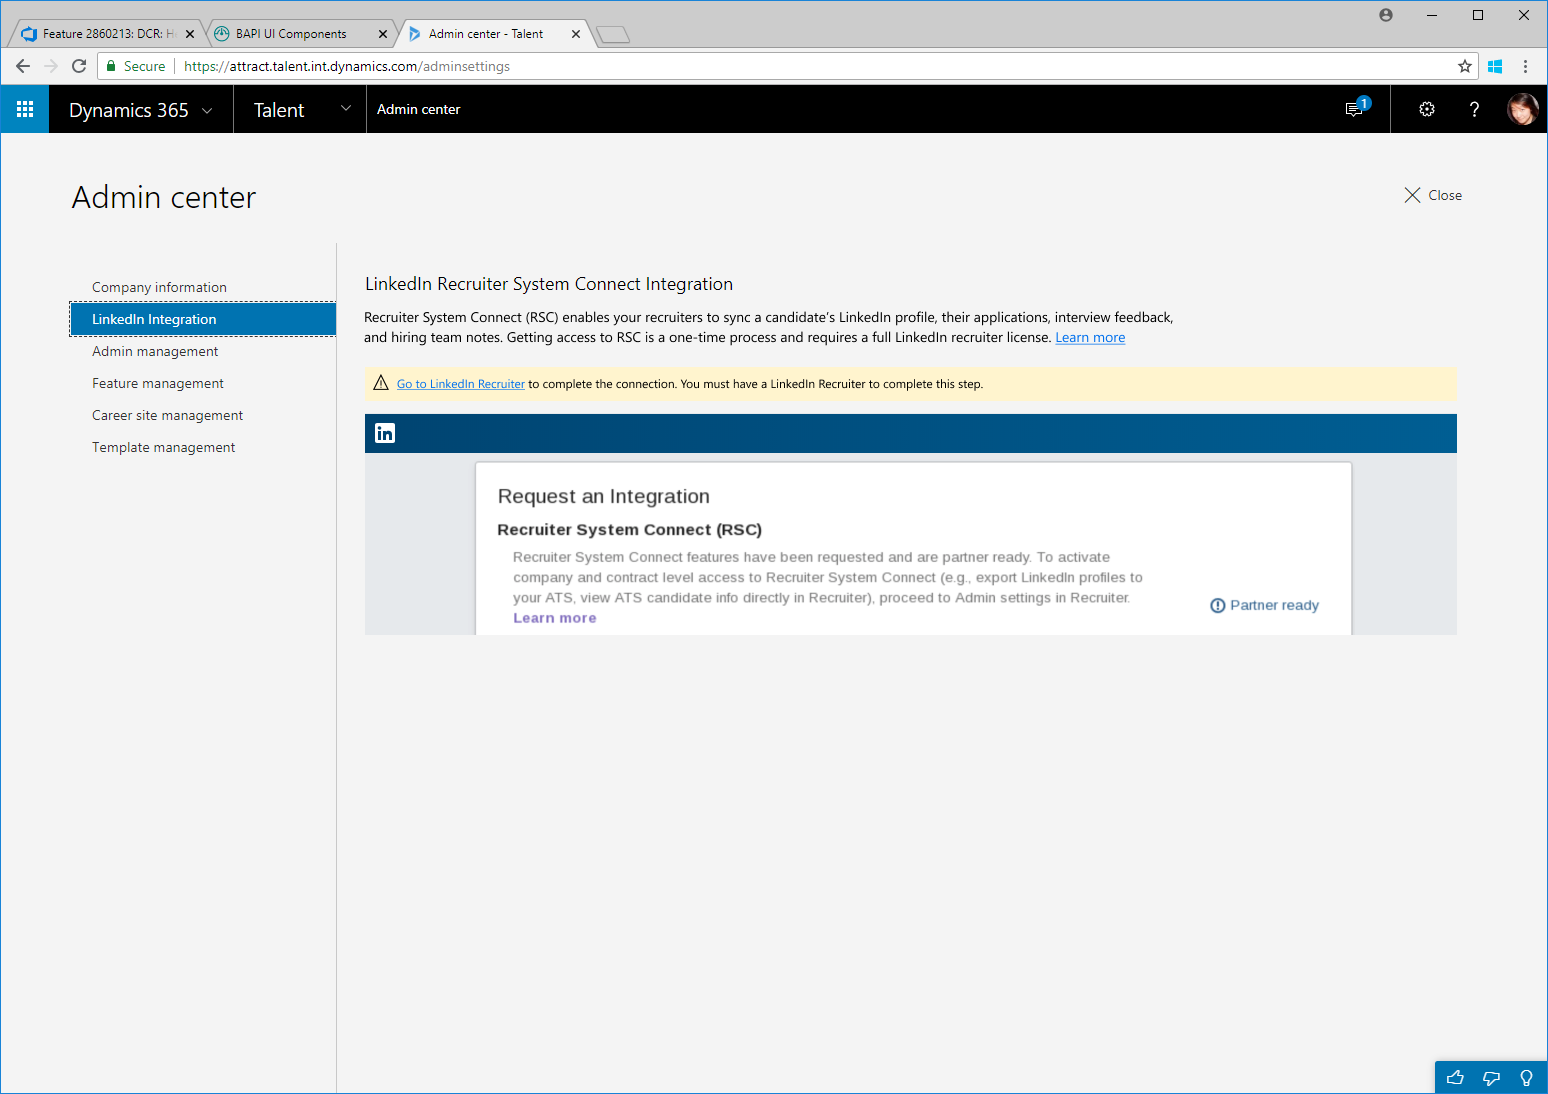 Feature 2860213: DCR: H
BAPI UI Components
Admin center - Talent
Secure
https://attract.talent.int.dynamics.com/adminsettings
Dynamics 365
Talent
Admin center
1
?
Admin center
Close
Company information
LinkedIn Integration
Admin management
Feature management
Career site management
Template management
LinkedIn Recruiter System Connect Integration
Recruiter System Connect (RSC) enables your recruiters to sync a candidate’s LinkedIn profile, their applications, interview feedback,
and hiring team notes. Getting access to RSC is a one-time process and requires a full LinkedIn recruiter license. Learn more
Go to LinkedIn Recruiter to complete the connection. You must have a LinkedIn Recruiter to complete this step.
in
Request an Integration
Recruiter System Connect (RSC)
Recruiter System Connect features have been requested and are partner ready. To activate
company and contract level access to Recruiter System Connect (e.g., export LinkedIn profiles to
your ATS, view ATS candidate info directly in Recruiter), proceed to Admin settings in Recruiter.
Learn more
Partner ready